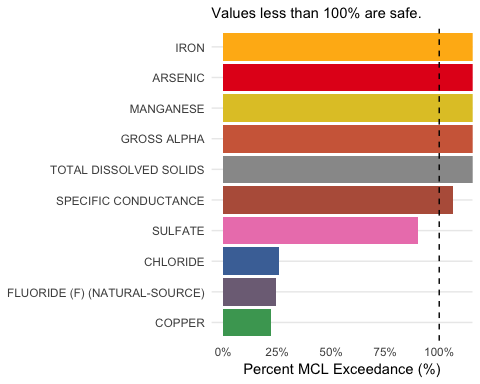 Values less than 100% are safe.
IRON
ARSENIC
MANGANESE
GROSS ALPHA
TOTAL DISSOLVED SOLIDS
SPECIFIC CONDUCTANCE
SULFATE
CHLORIDE
FLUORIDE (F) (NATURAL-SOURCE)
COPPER
0% 25% 50% 75% 100%
Percent MCL Exceedance (%)